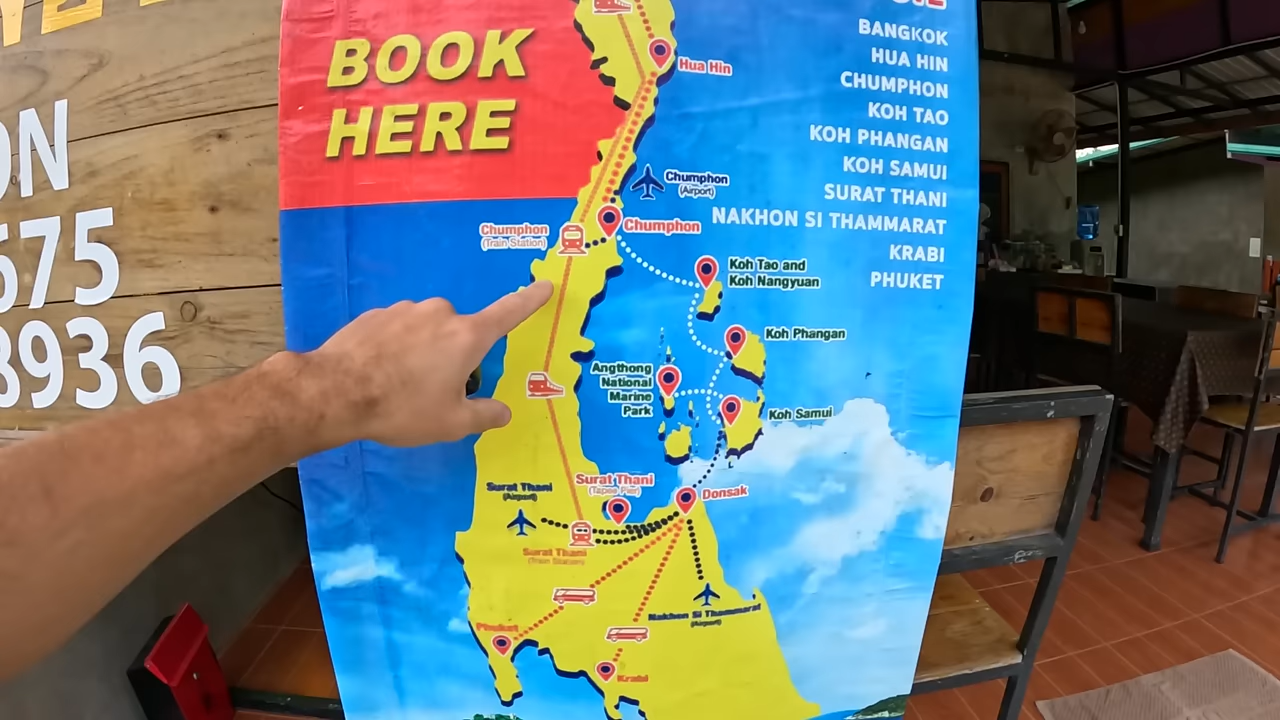 BOOK
HERE
ON
675
8936
BANGKOK
HUA HIN
CHUMPHON
KOH TAO
KOH PHANGAN
KOH SAMUI
SURAT THANI
NAKHON SI THAMMARAT
KRABI
PHUKET
Hua Hin
Chumphon
(Airport)
Chumphon
(Train Station)
Chumphon
Koh Tao and
Koh Nangyuan
Koh Phangan
Angthong
National
Marine
Park
Koh Samui
Surat Thani
(Tapee Pier)
Donsak
Surat Thani
(Airport)
Surat Thani
(Train Station)
Nakhon Si Thammarat
(Airport)
Phuket
Krabi